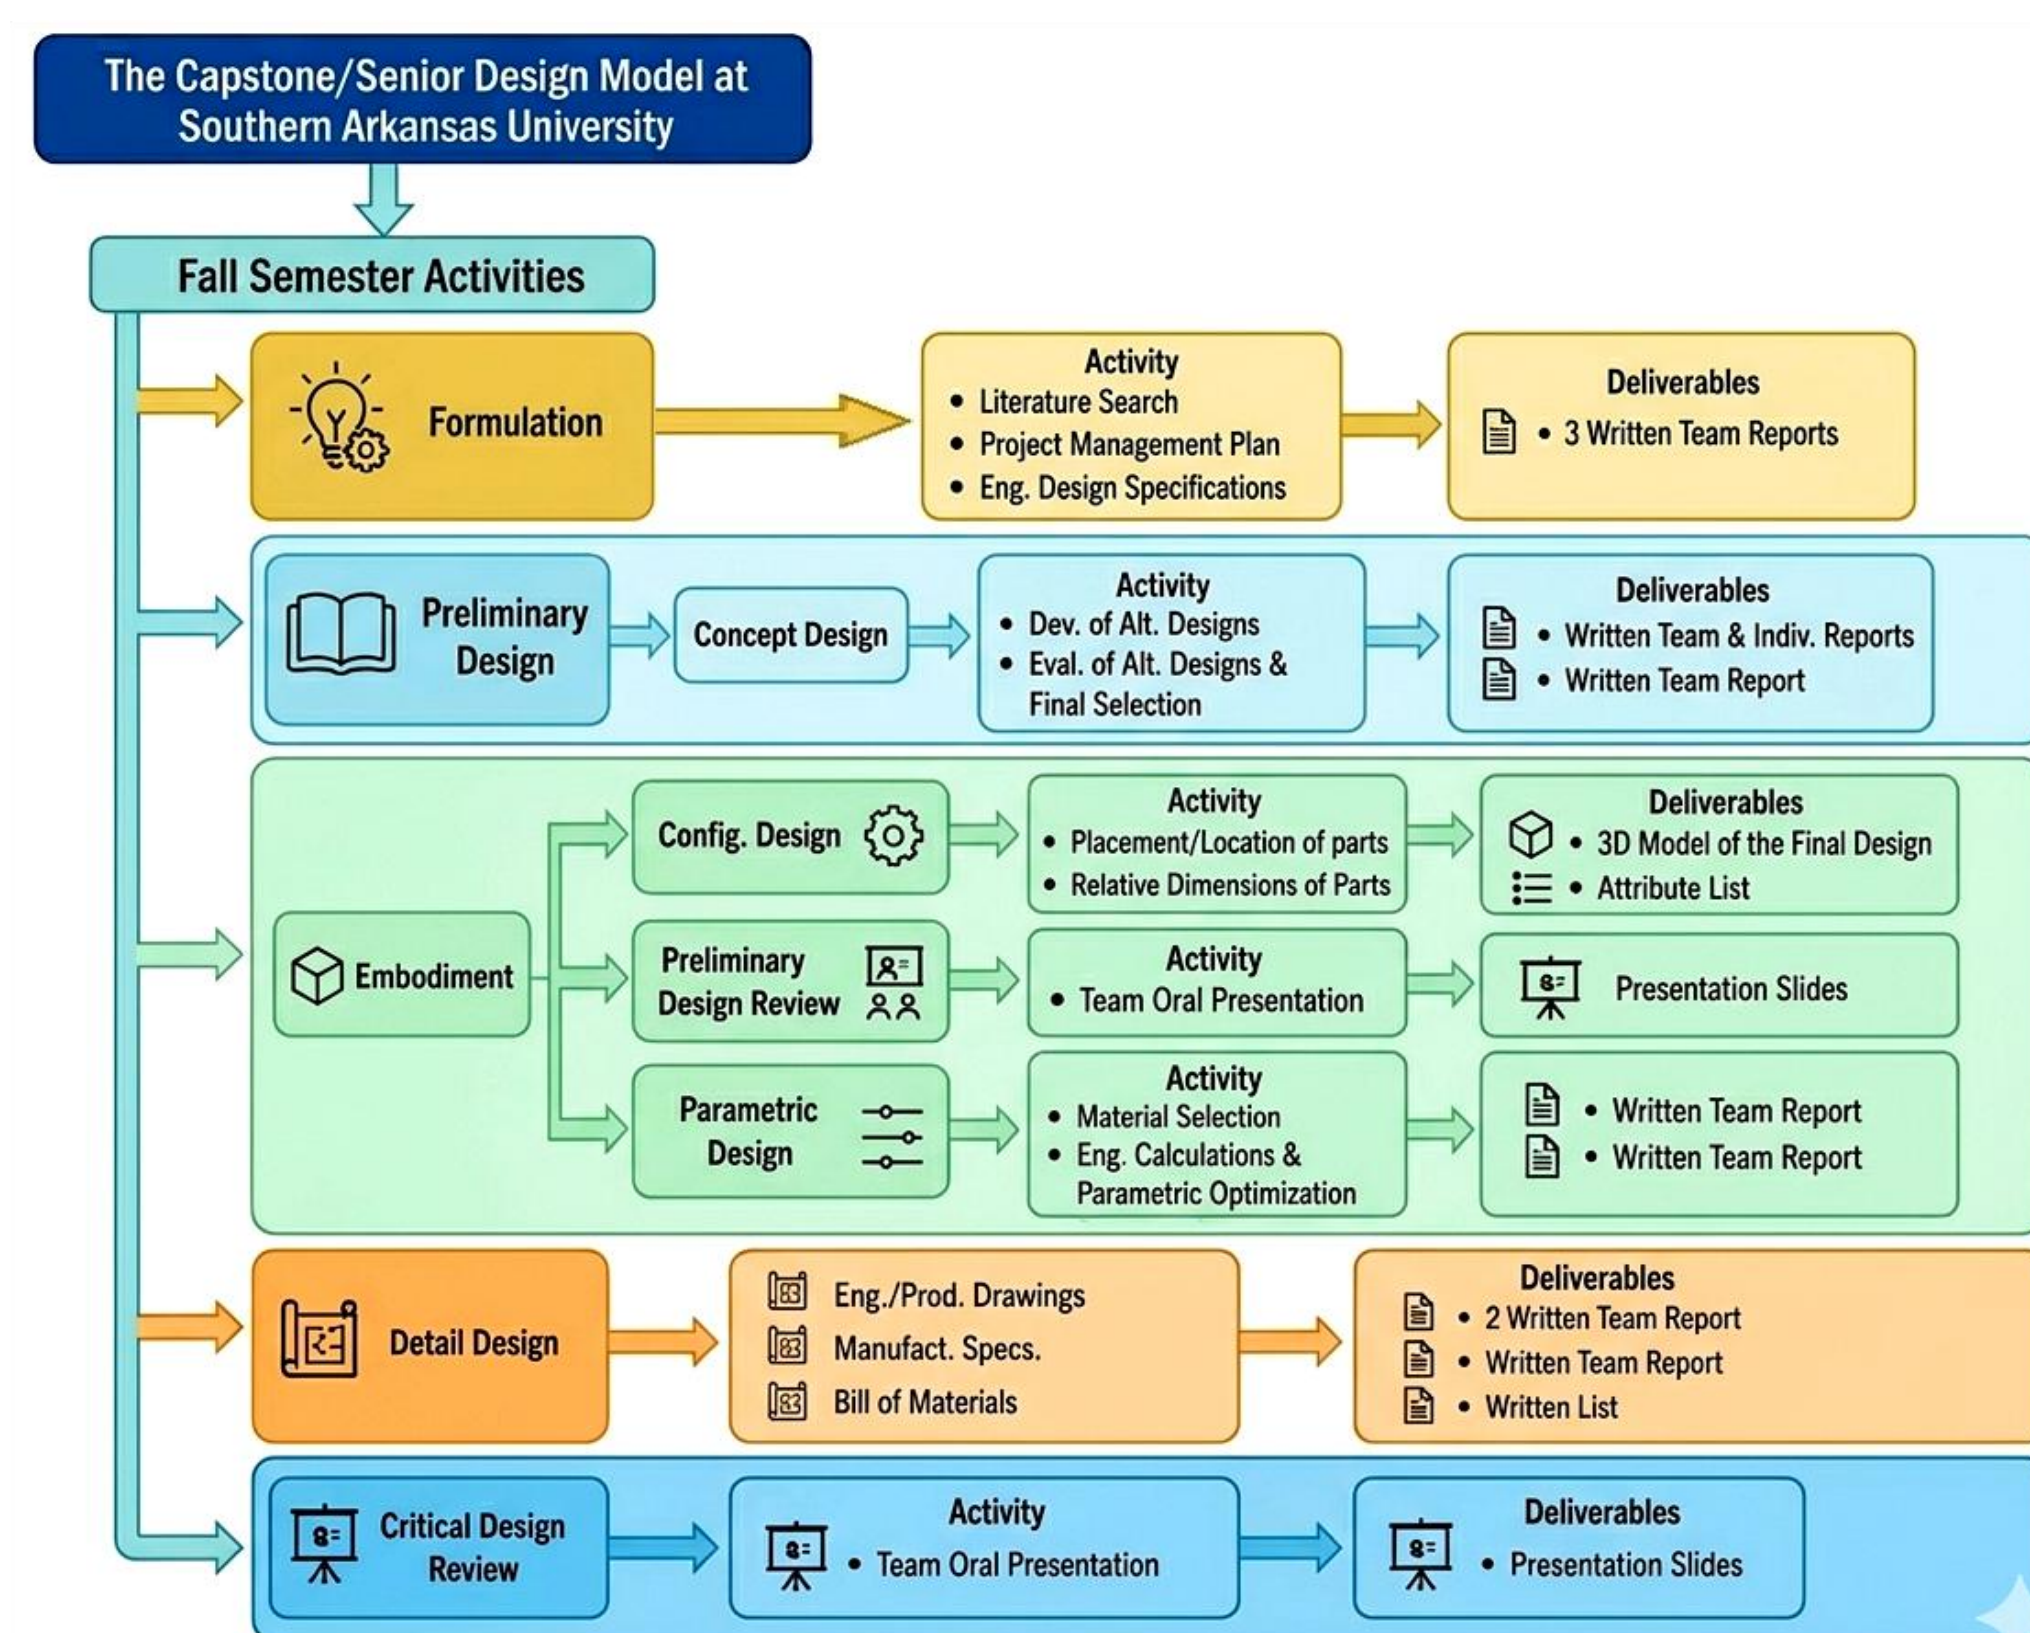 The Capstone/Senior Design Model at
Southern Arkansas University
Fall Semester Activities
Formulation
Activity
• Literature Search
• Project Management Plan
• Eng. Design Specifications
Deliverables
• 3 Written Team Reports
Preliminary
Design
Concept Design
Activity
• Dev. of Alt. Designs
• Eval. of Alt. Designs &
Final Selection
Deliverables
• Written Team & Indiv. Reports
• Written Team Report
Embodiment
Config. Design
Activity
• Placement/Location of parts
• Relative Dimensions of Parts
Deliverables
• 3D Model of the Final Design
• Attribute List
Preliminary
Design Review
Activity
• Team Oral Presentation
Presentation Slides
Parametric
Design
Activity
• Material Selection
• Eng. Calculations &
Parametric Optimization
• Written Team Report
• Written Team Report
Detail Design
Eng./Prod. Drawings
Manufact. Specs.
Bill of Materials
Deliverables
• 2 Written Team Report
• Written Team Report
• Written List
Critical Design
Review
Activity
• Team Oral Presentation
Deliverables
• Presentation Slides